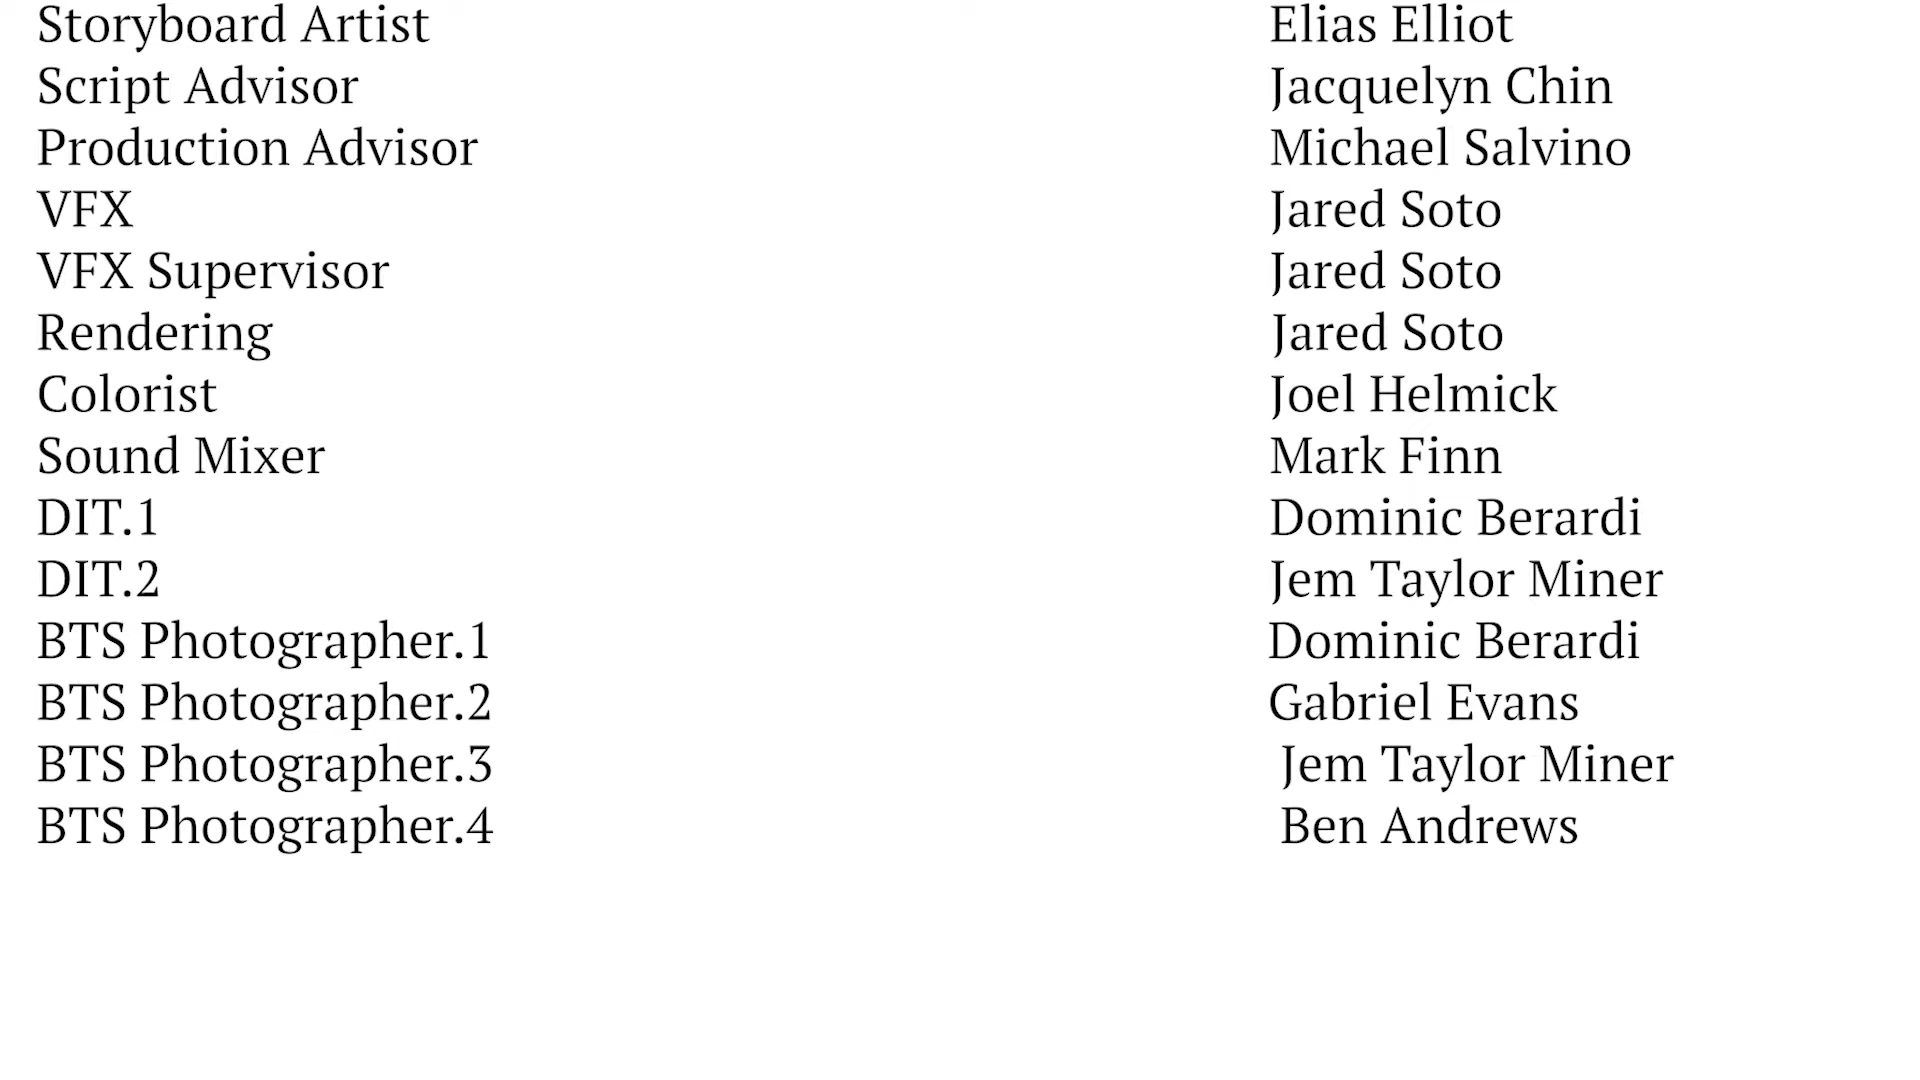 Storyboard Artist Elias Elliot
Script Advisor Jacquelyn Chin
Production Advisor Michael Salvino
VFX Jared Soto
VFX Supervisor Jared Soto
Rendering Jared Soto
Colorist Joel Helmick
Sound Mixer Mark Finn
DIT.1 Dominic Berardi
DIT.2 Jem Taylor Miner
BTS Photographer.1 Dominic Berardi
BTS Photographer.2 Gabriel Evans
BTS Photographer.3 Jem Taylor Miner
BTS Photographer.4 Ben Andrews